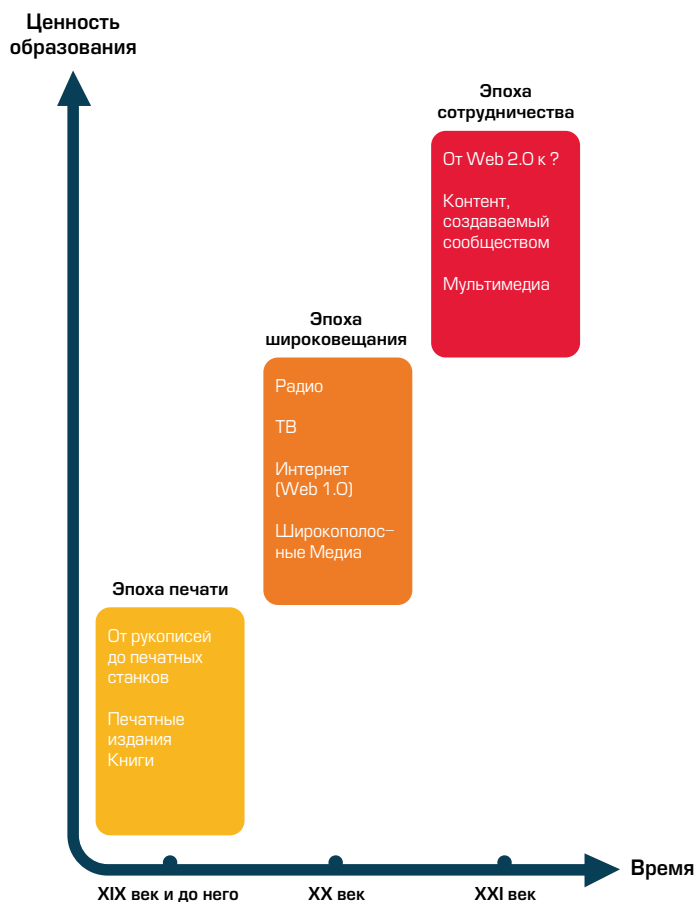 Ценность
образования
Эпоха
сотрудничества
От Web 2.0 к ?
Контент,
создаваемый
сообществом
Мультимедиа
Эпоха
широковещания
Радио
ТВ
Интернет
(Web 1.0)
Широкополос-
ные Медиа
Эпоха печати
От рукописей
до печатных
станков
Печатные
издания
Книги
Время
XIX век и до него
XX век
XXI век